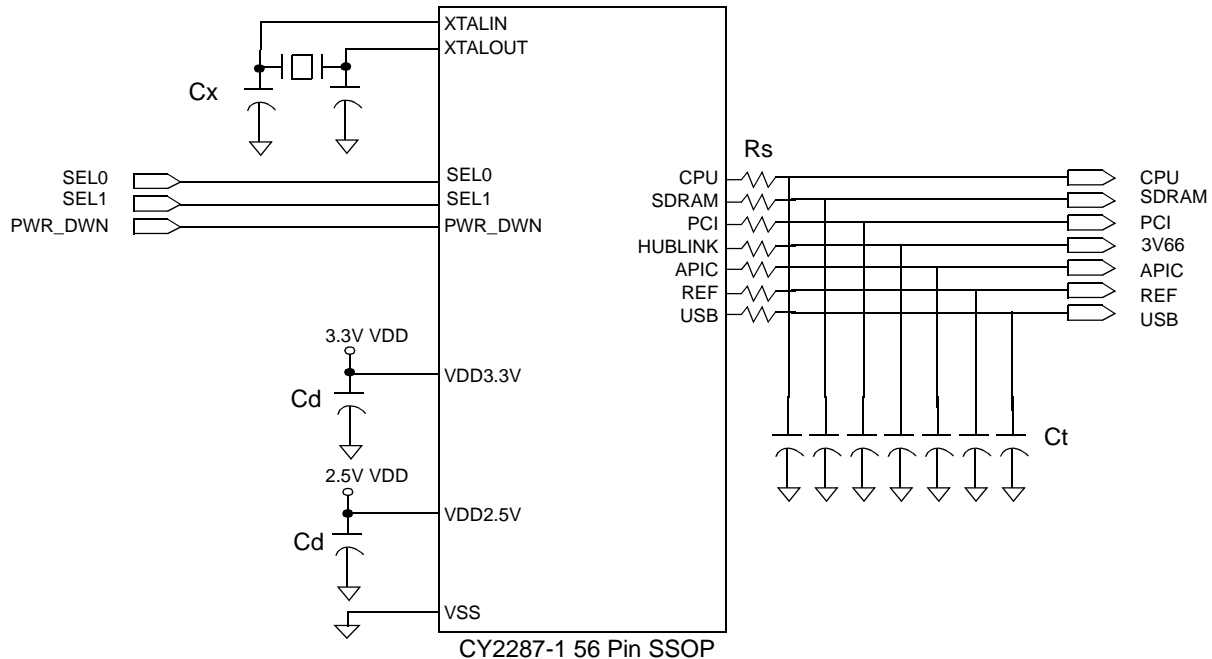 XTALIN
XTALOUT
Cx
Rs
SEL0
SEL0
CPU
CPU
SEL1
SEL1
SDRAM
SDRAM
PWR_DWN
PWR_DWN
PCI
PCI
HUBLINK
3V66
APIC
APIC
REF
REF
USB
USB
3.3V VDD
VDD3.3V
Cd
Ct
2.5V VDD
VDD2.5V
Cd
VSS
CY2287-1 56 Pin SSOP